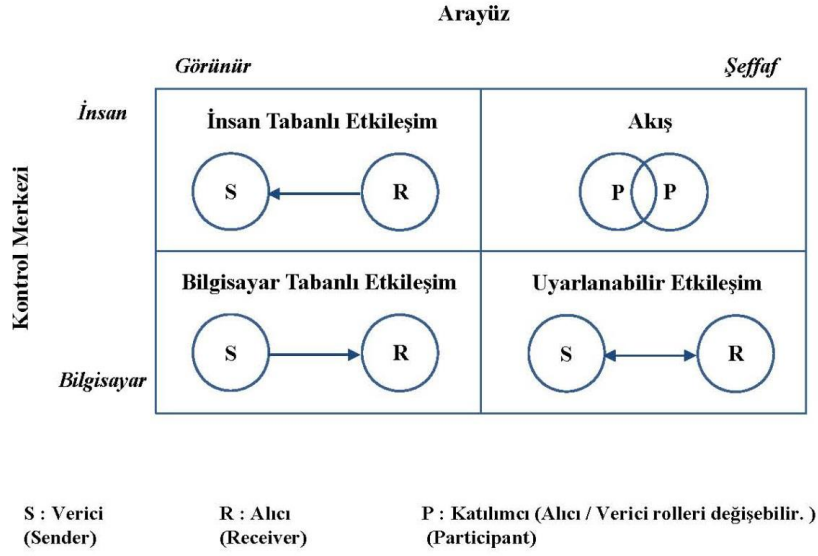 Arayüz
Görünür
Şeffaf
İnsan
İnsan Tabanlı Etkileşim
Akış
S
R
P
P
Kontrol Merkezi
Bilgisayar Tabanlı Etkileşim
Uyarlanabilir Etkileşim
S
R
S
R
Bilgisayar
S : Verici
(Sender)
R : Alıcı
(Receiver)
P : Katılımcı (Alıcı / Verici rolleri değişebilir. )
(Participant)